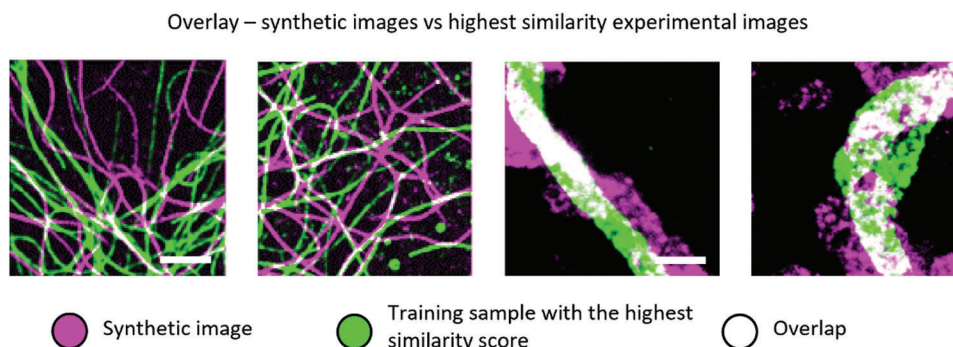 Overlay – synthetic images vs highest similarity experimental images
Synthetic image
Training sample with the highest
similarity score
Overlap